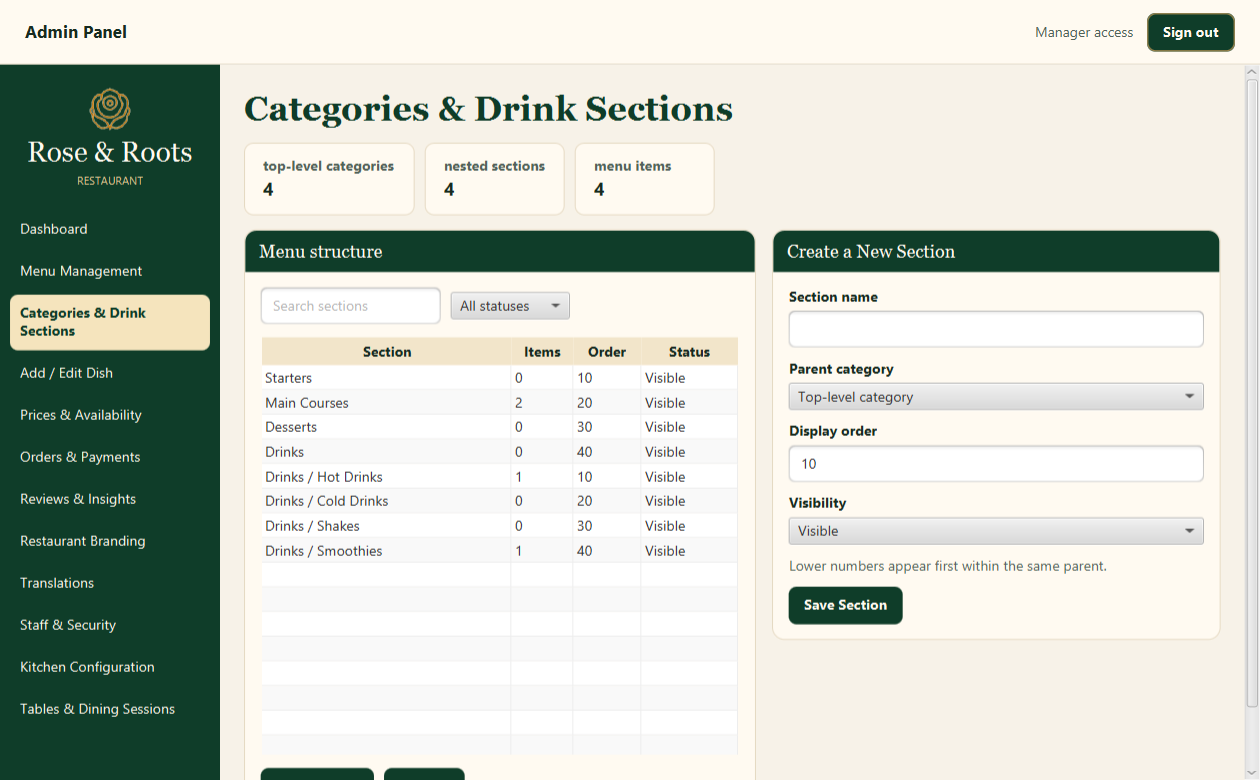 Admin Panel
Manager access
Sign out
Rose & Roots
RESTAURANT
Dashboard
Menu Management
Categories & Drink
Sections
Add / Edit Dish
Prices & Availability
Orders & Payments
Reviews & Insights
Restaurant Branding
Translations
Staff & Security
Kitchen Configuration
Tables & Dining Sessions
Categories & Drink Sections
top-level categories
4
nested sections
4
menu items
4
Menu structure
Search sections
All statuses
Section Items Order Status
Starters 0 10 Visible
Main Courses 2 20 Visible
Desserts 0 30 Visible
Drinks 0 40 Visible
Drinks / Hot Drinks 1 10 Visible
Drinks / Cold Drinks 0 20 Visible
Drinks / Shakes 0 30 Visible
Drinks / Smoothies 1 40 Visible
Create a New Section
Section name
Parent category
Top-level category
Display order
10
Visibility
Visible
Lower numbers appear first within the same parent.
Save Section